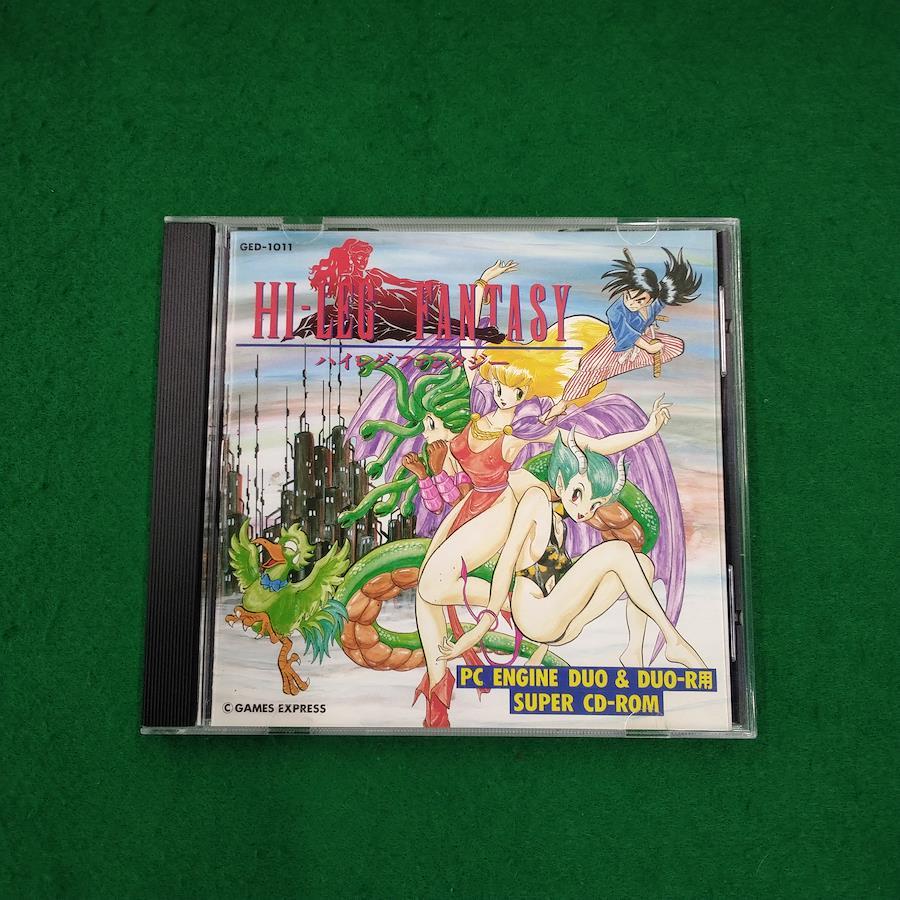 GED-1011
HI-LEG FANTASY
ハイレグファンタジー
PC ENGINE DUO & DUO-R用
SUPER CD-ROM
© GAMES EXPRESS